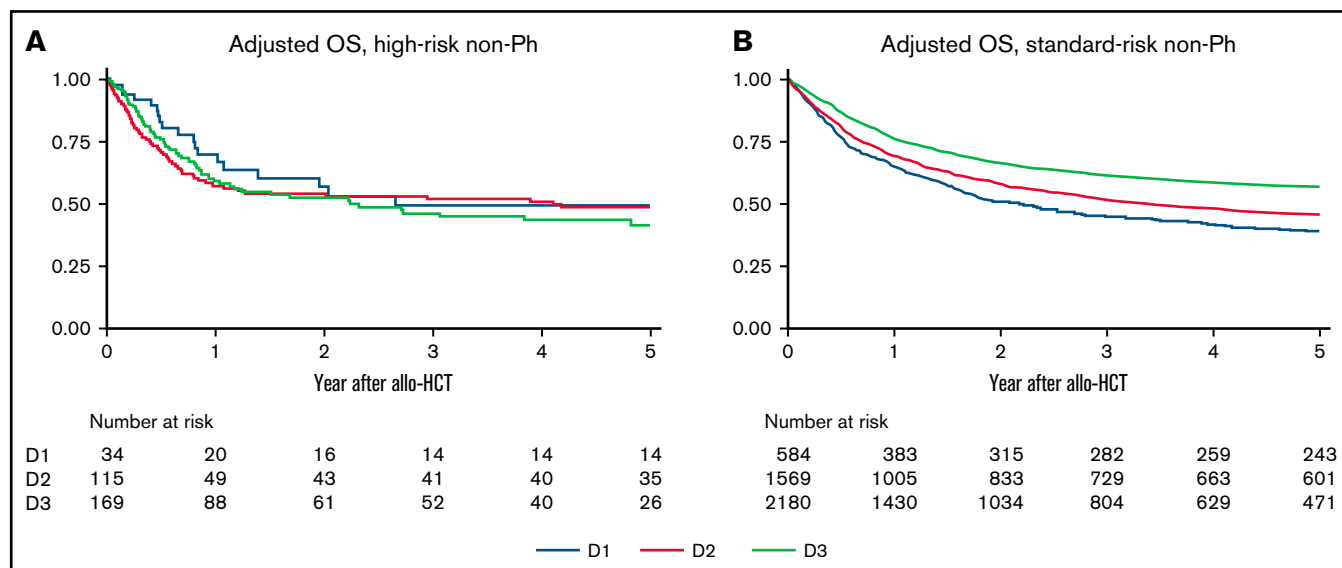 A
Adjusted OS, high-risk non-Ph
1.00
0.75
0.50
0.25
0.00
0 1 2 3 4 5
Year after allo-HCT
Number at risk
D1 34 20 16 14 14 14
D2 115 49 43 41 40 35
D3 169 88 61 52 40 26
B
Adjusted OS, standard-risk non-Ph
1.00
0.75
0.50
0.25
0.00
0 1 2 3 4 5
Year after allo-HCT
Number at risk
584 383 315 282 259 243
1569 1005 833 729 663 601
2180 1430 1034 804 629 471
D1 D2 D3